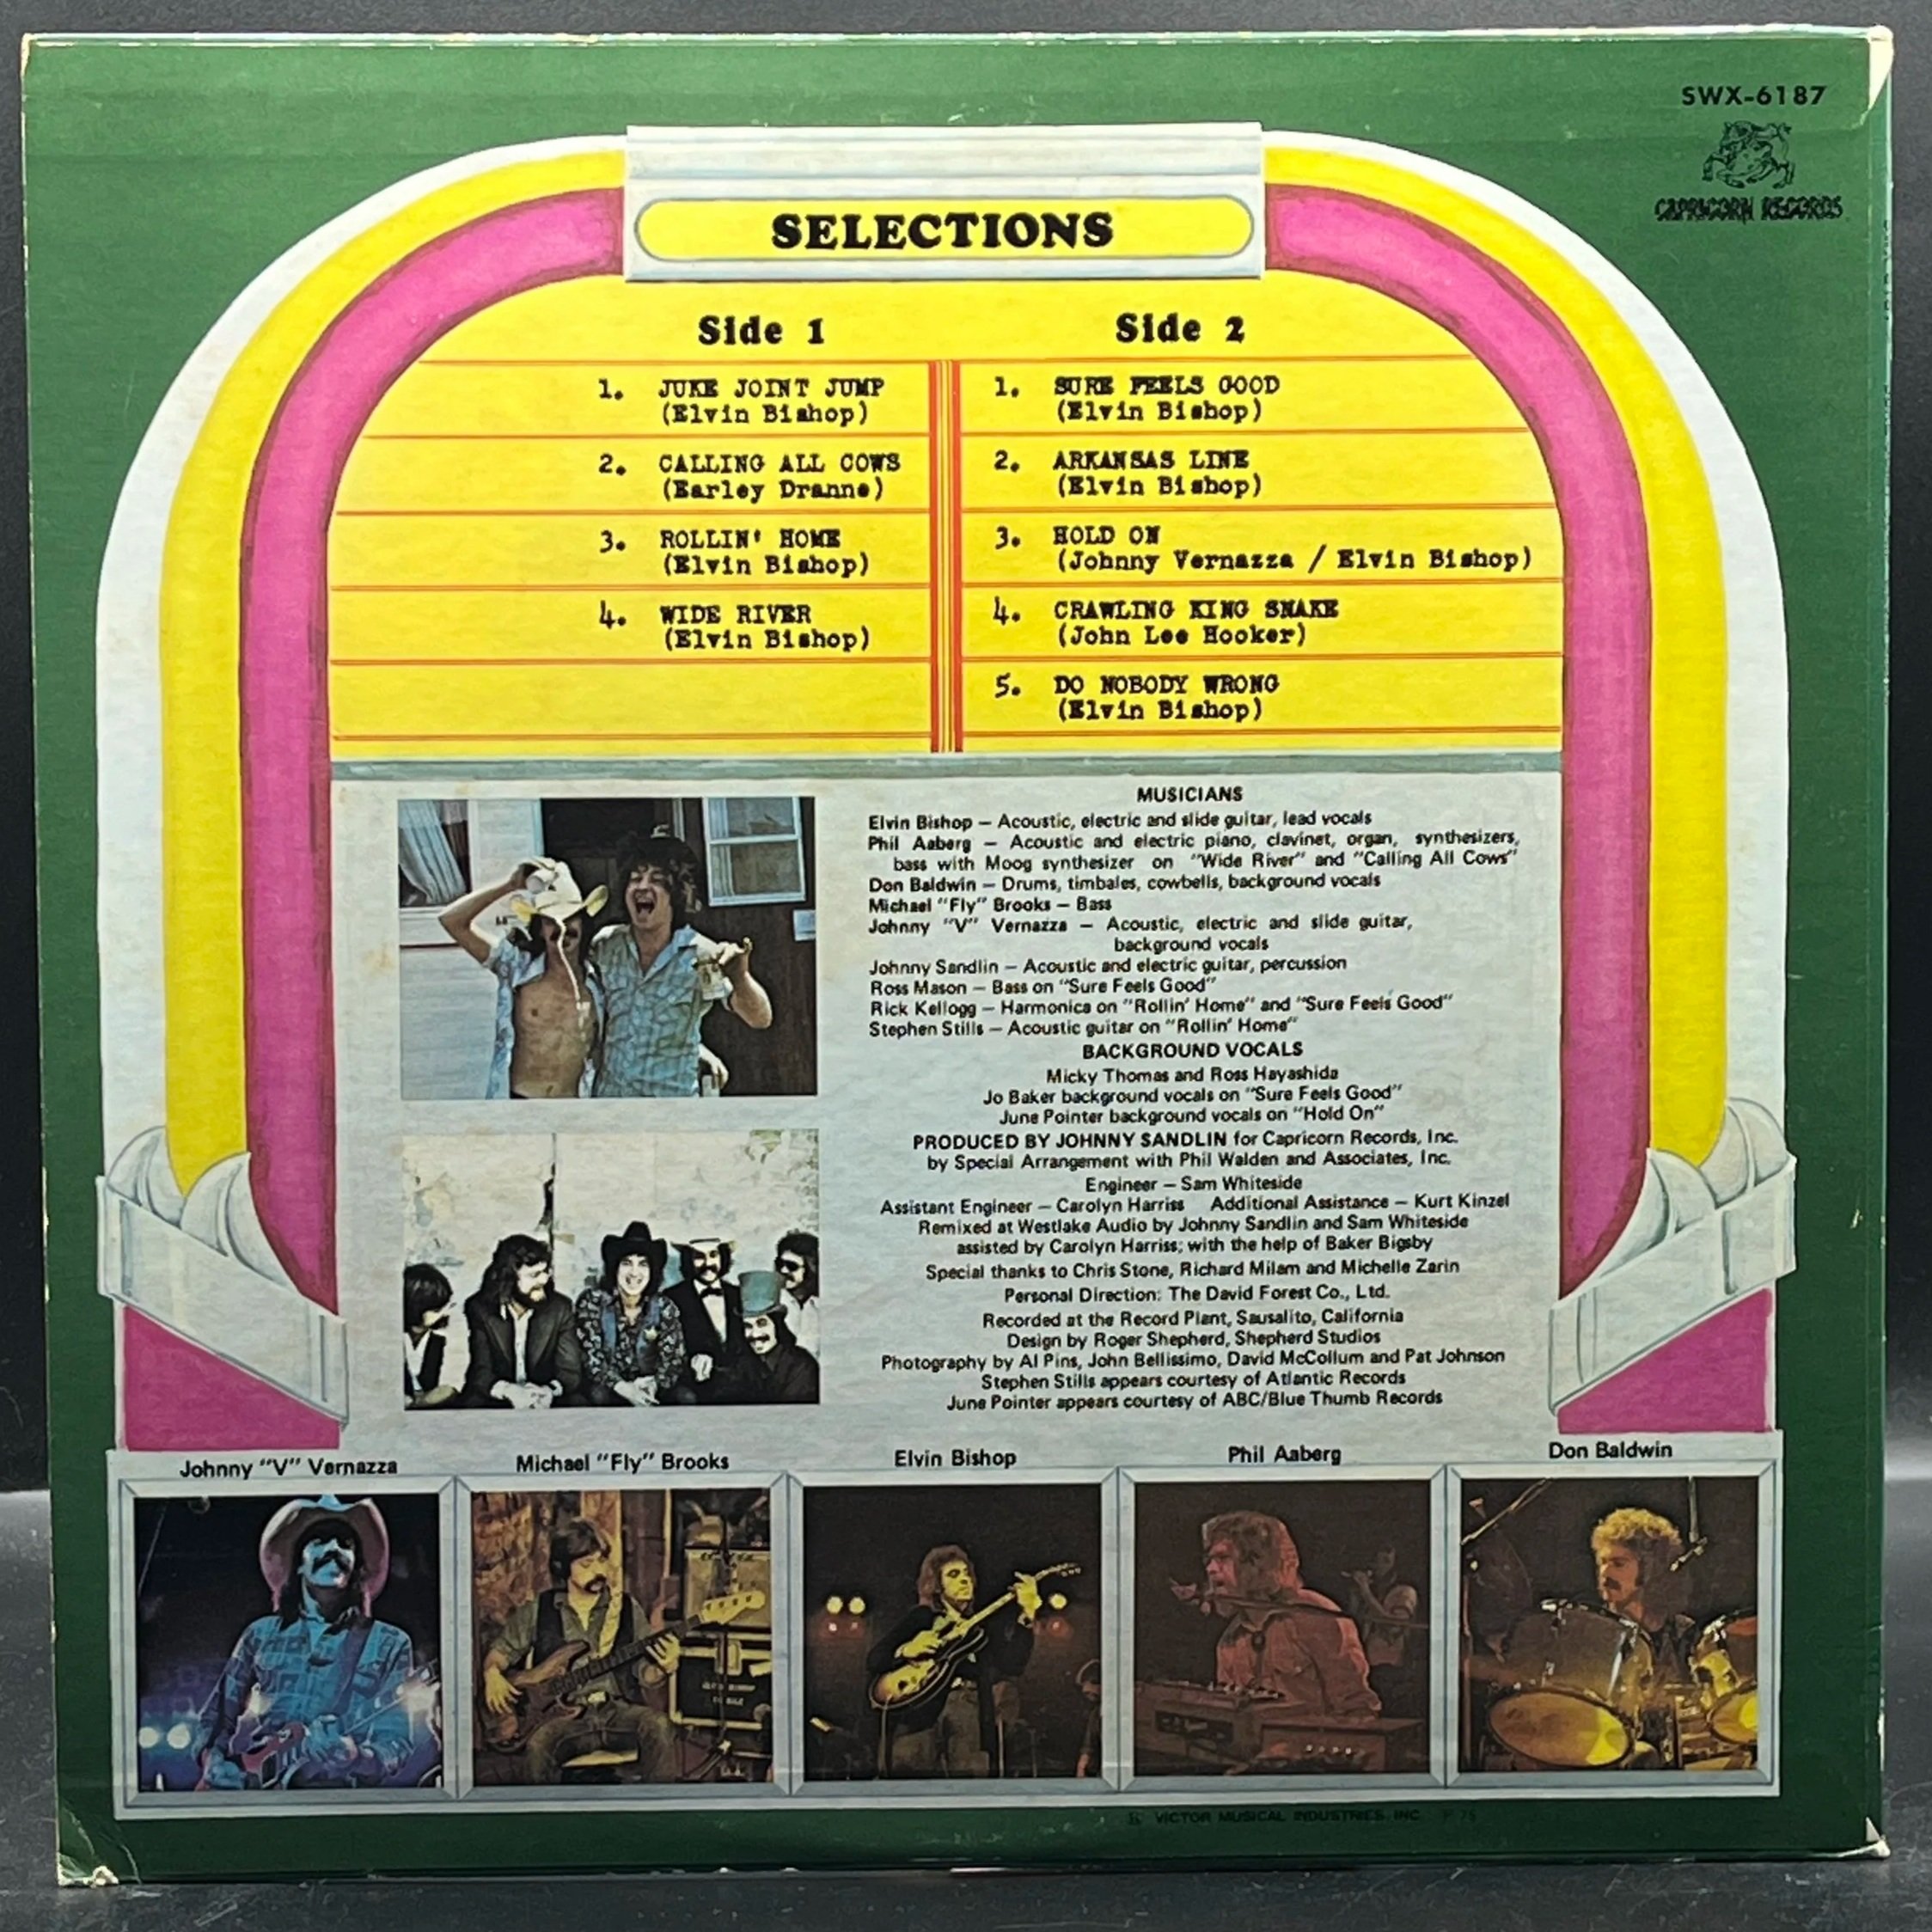 SWX-6187
CAPRICORN RECORDS
SELECTIONS
Side 1
1. JUKE JOINT JUMP
(Elvin Bishop)
2. CALLING ALL COWS
(Earley Dranne)
3. ROLLIN' HOME
(Elvin Bishop)
4. WIDE RIVER
(Elvin Bishop)
Side 2
1. SURE FEELS GOOD
(Elvin Bishop)
2. ARKANSAS LINE
(Elvin Bishop)
3. HOLD ON
(Johnny Vernazza / Elvin Bishop)
4. CRAWLING KING SNAKE
(John Lee Hooker)
5. DO NOBODY WRONG
(Elvin Bishop)
MUSICIANS
Elvin Bishop – Acoustic, electric and slide guitar, lead vocals
Phil Aaberg – Acoustic and electric piano, clavinet, organ, synthesizers,
bass with Moog synthesizer on "Wide River" and "Calling All Cows"
Don Baldwin – Drums, timbales, cowbells, background vocals
Michael "Fly" Brooks – Bass
Johnny "V" Vernazza – Acoustic, electric and slide guitar,
background vocals
Johnny Sandlin – Acoustic and electric guitar, percussion
Ross Mason – Bass on "Sure Feels Good"
Rick Kellogg – Harmonica on "Rollin' Home" and "Sure Feels Good"
Stephen Stills – Acoustic guitar on "Rollin' Home"
BACKGROUND VOCALS
Micky Thomas and Ross Hayashida
Jo Baker background vocals on "Sure Feels Good"
June Pointer background vocals on "Hold On"
PRODUCED BY JOHNNY SANDLIN for Capricorn Records, Inc.
by Special Arrangement with Phil Walden and Associates, Inc.
Engineer – Sam Whiteside
Assistant Engineer – Carolyn Harriss Additional Assistance – Kurt Kinzel
Remixed at Westlake Audio by Johnny Sandlin and Sam Whiteside
assisted by Carolyn Harriss; with the help of Baker Bigsby
Special thanks to Chris Stone, Richard Milam and Michelle Zarin
Personal Direction: The David Forest Co., Ltd.
Recorded at the Record Plant, Sausalito, California
Design by Roger Shepherd, Shepherd Studios
Photography by Al Pins, John Bellissimo, David McCollum and Pat Johnson
Stephen Stills appears courtesy of Atlantic Records
June Pointer appears courtesy of ABC/Blue Thumb Records
Johnny "V" Vernazza
Michael "Fly" Brooks
Elvin Bishop
Phil Aaberg
Don Baldwin
VICTOR MUSICAL INDUSTRIES INC